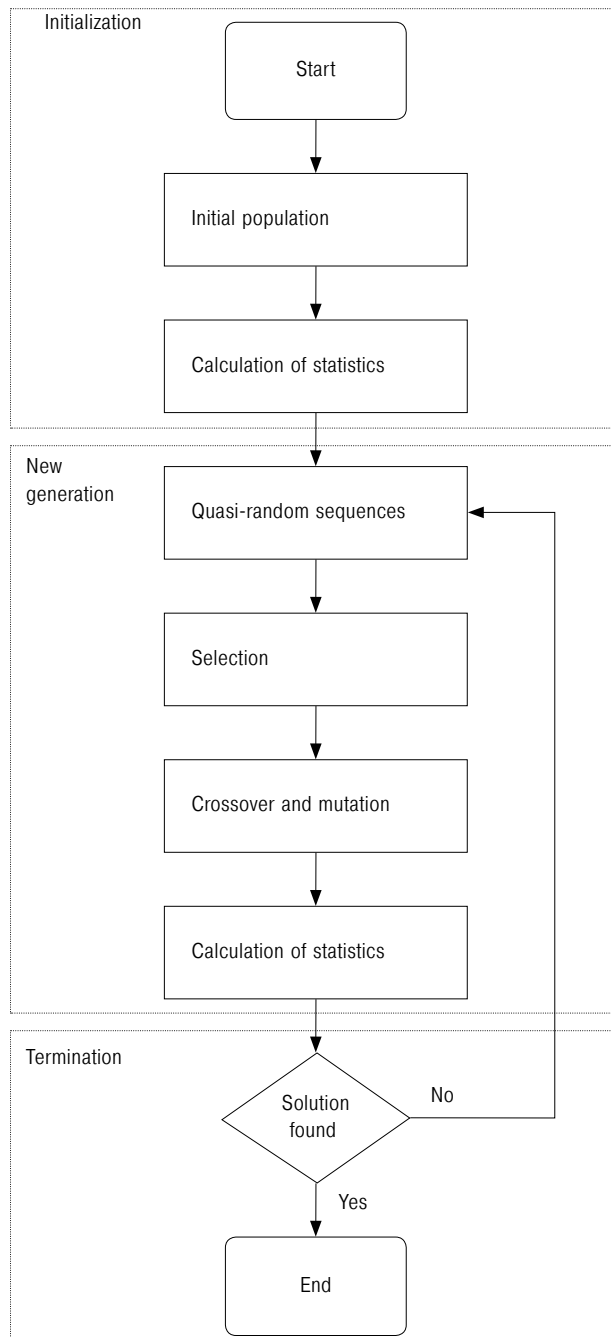 Initialization
Start
Initial population
Calculation of statistics
New
generation
Quasi-random sequences
Selection
Crossover and mutation
Calculation of statistics
Termination
Solution
found
No
Yes
End